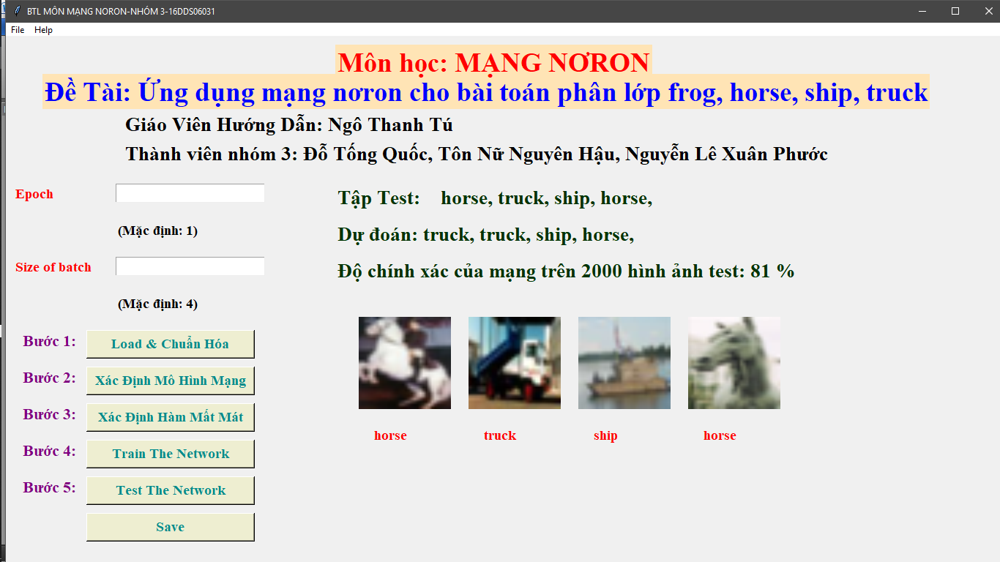 BTL MÔN MẠNG NORON-NHÓM 3-16DDS06031
File Help
Môn học: MẠNG NƠRON
Đề Tài: Ứng dụng mạng nơron cho bài toán phân lớp frog, horse, ship, truck
Giáo Viên Hướng Dẫn: Ngô Thanh Tú
Thành viên nhóm 3: Đỗ Tống Quốc, Tôn Nữ Nguyên Hậu, Nguyễn Lê Xuân Phước
Epoch
(Mặc định: 1)
Size of batch
(Mặc định: 4)
Bước 1: Load & Chuẩn Hóa
Bước 2: Xác Định Mô Hình Mạng
Bước 3: Xác Định Hàm Mất Mát
Bước 4: Train The Network
Bước 5: Test The Network
Save
Tập Test: horse, truck, ship, horse,
Dự đoán: truck, truck, ship, horse,
Độ chính xác của mạng trên 2000 hình ảnh test: 81 %
horse truck ship horse